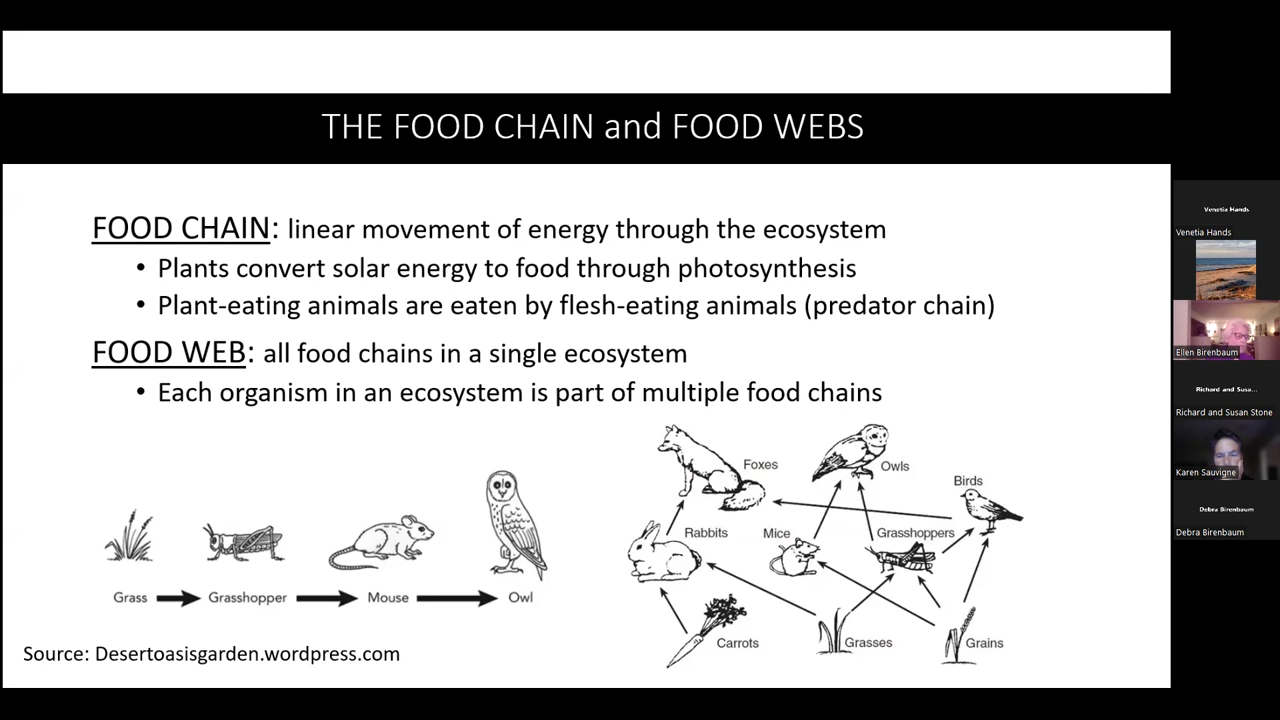 THE FOOD CHAIN and FOOD WEBS
FOOD CHAIN: linear movement of energy through the ecosystem
• Plants convert solar energy to food through photosynthesis
• Plant-eating animals are eaten by flesh-eating animals (predator chain)
FOOD WEB: all food chains in a single ecosystem
• Each organism in an ecosystem is part of multiple food chains
Grass
Grasshopper
Mouse
Owl
Foxes
Owls
Birds
Rabbits
Mice
Grasshoppers
Carrots
Grasses
Grains
Source: Desertoasisgarden.wordpress.com
Venetia Hands
Venetia Hands
Ellen Birenbaum
Richard and Susa...
Richard and Susan Stone
Karen Sauvigne
Debra Birenbaum
Debra Birenbaum